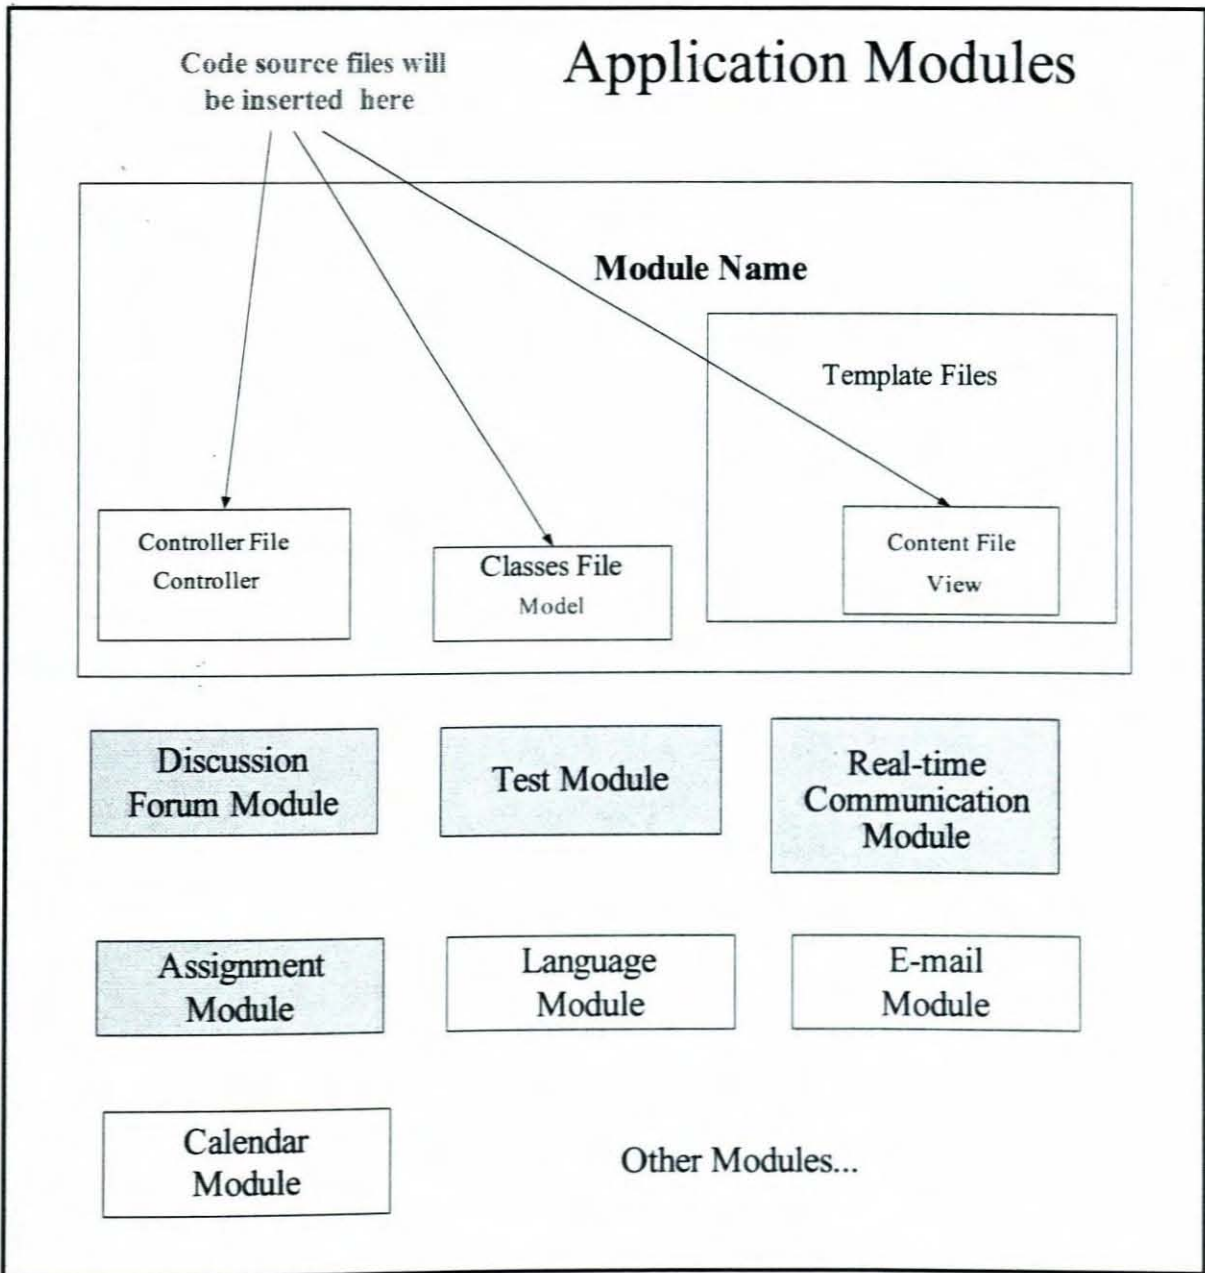 Application Modules
Code source files will
be inserted here
Module Name
Template Files
Controller File
Controller
Classes File
Model
Content File
View
Discussion
Forum Module
Test Module
Real-time
Communication
Module
Assignment
Module
Language
Module
E-mail
Module
Calendar
Module
Other Modules...